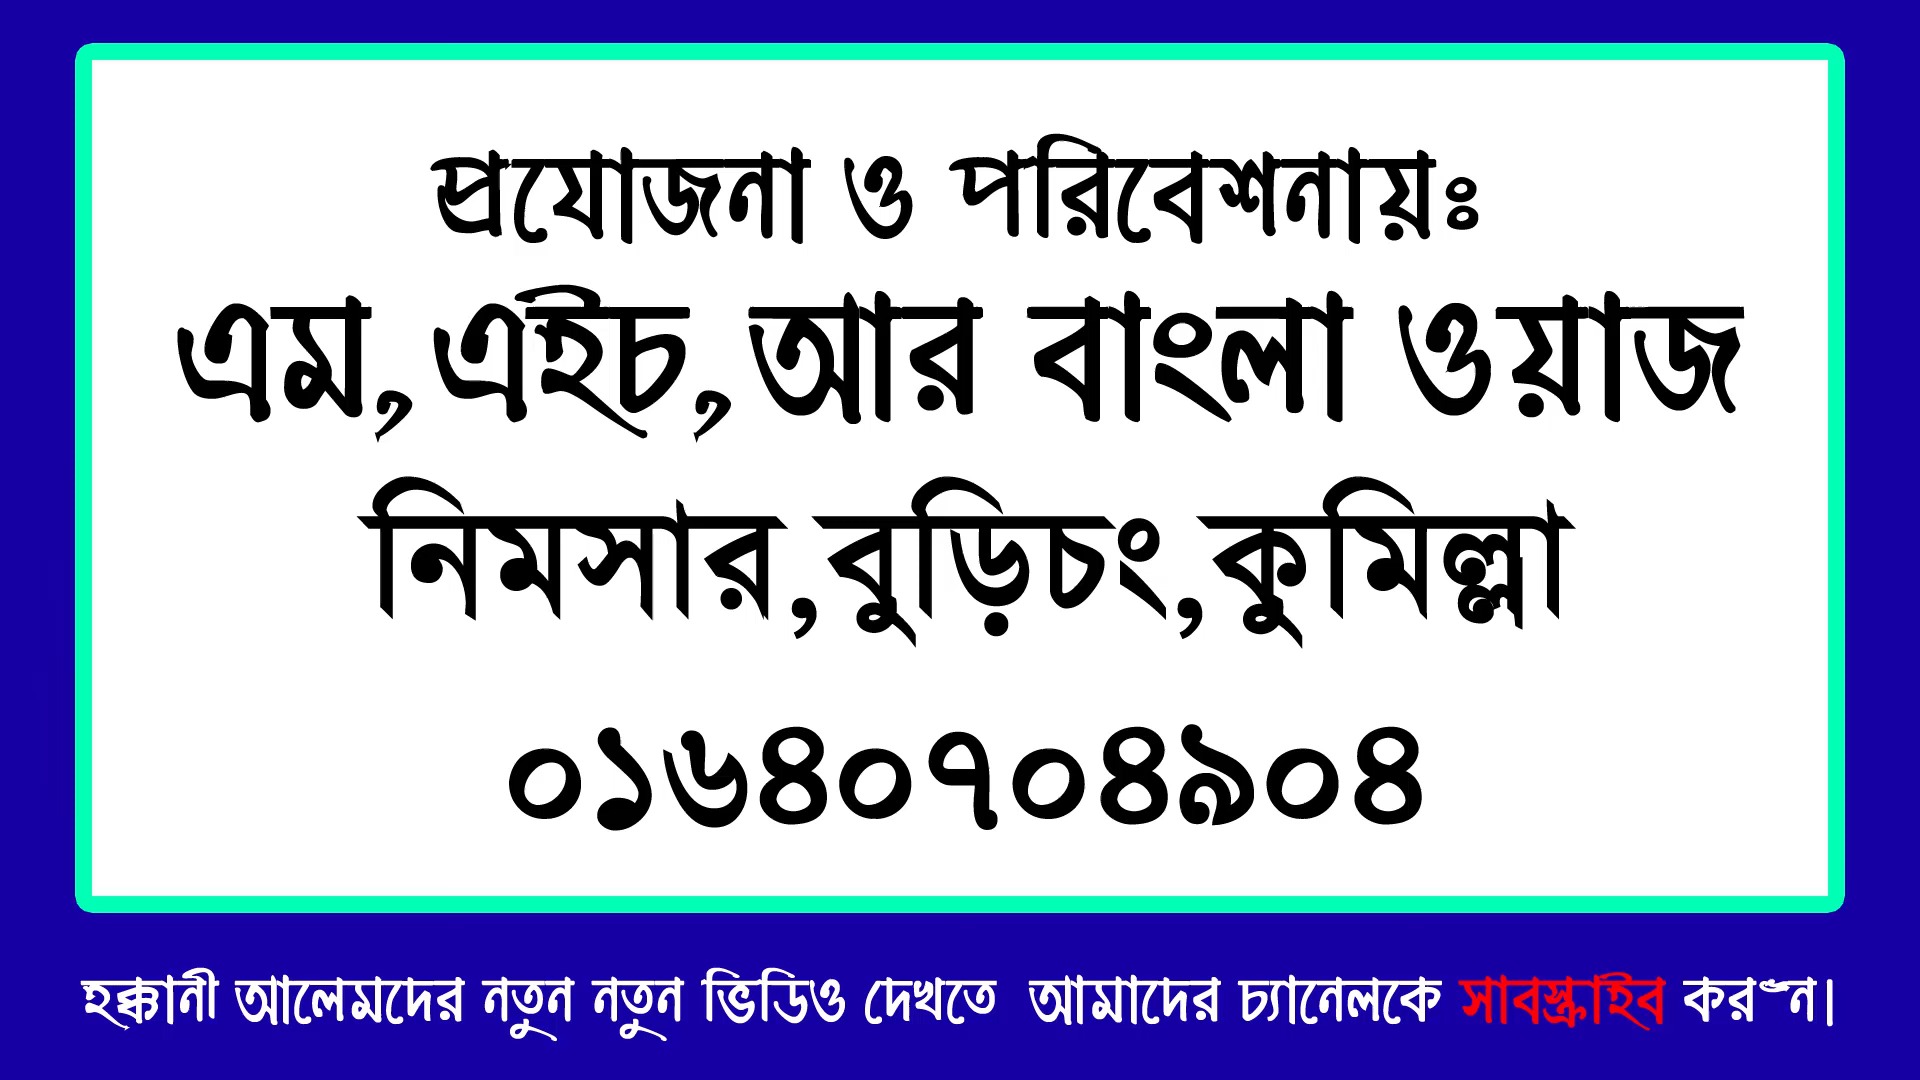 প্রযোজনা ও পরিবেশনায়ঃ
এম,এইচ,আর বাংলা ওয়াজ
নিমসার,বুড়িচং,কুমিল্লা
০১৬৪০৭০৪৯০৪
হক্কানী আলেমদের নতুন নতুন ভিডিও দেখতে আমাদের চ্যানেলকে সাবস্ক্রাইব করুন।